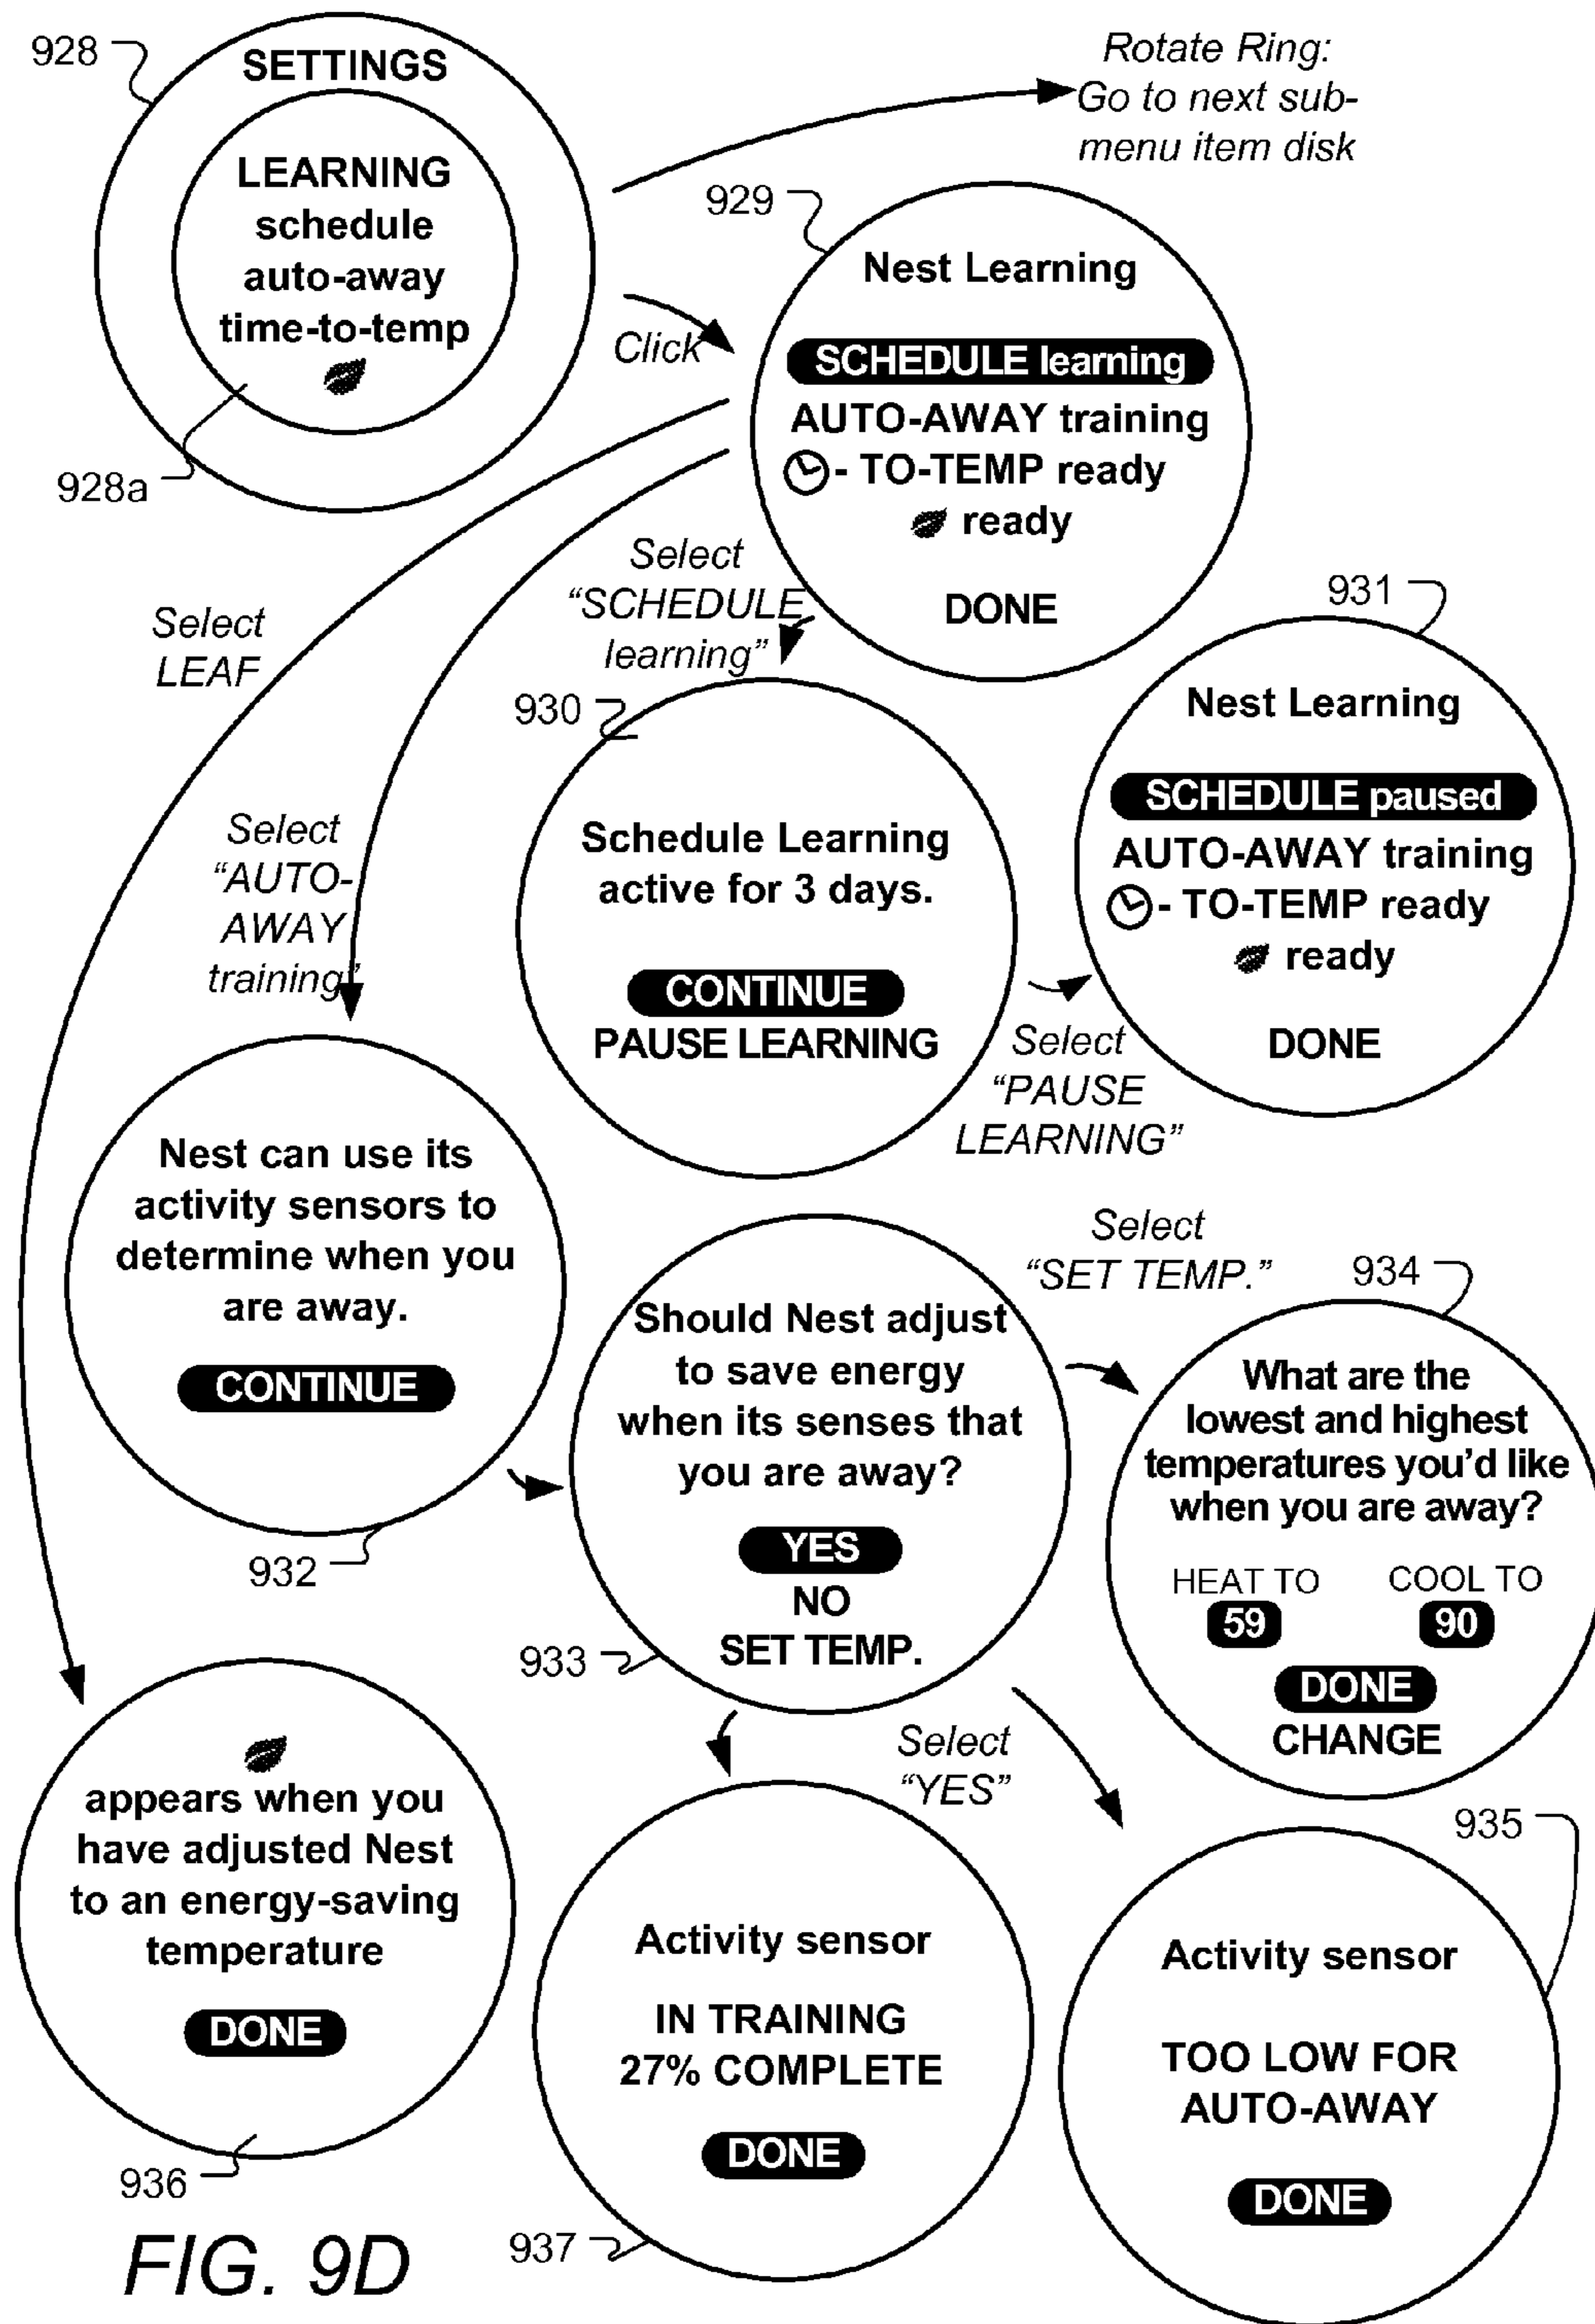 928
SETTINGS
LEARNING
schedule
auto-away
time-to-temp
928a
Rotate Ring:
Go to next sub-
menu item disk
Click
929
Nest Learning
SCHEDULE learning
AUTO-AWAY training
- TO-TEMP ready
ready
DONE
Select
LEAF
Select
"AUTO-
AWAY
training"
Select
“SCHEDULE
learning”
930
Schedule Learning
active for 3 days.
CONTINUE
PAUSE LEARNING
Select
“PAUSE
LEARNING”
931
Nest Learning
SCHEDULE paused
AUTO-AWAY training
- TO-TEMP ready
ready
DONE
Nest can use its
activity sensors to
determine when you
are away.
CONTINUE
932
Should Nest adjust
to save energy
when its senses that
you are away?
YES
NO
SET TEMP.
933
Select
“SET TEMP.”
934
What are the
lowest and highest
temperatures you’d like
when you are away?
HEAT TO COOL TO
59 90
DONE
CHANGE
Select
“YES”
935
Activity sensor
TOO LOW FOR
AUTO-AWAY
DONE
appears when you
have adjusted Nest
to an energy-saving
temperature
DONE
936
Activity sensor
IN TRAINING
27% COMPLETE
DONE
937
FIG. 9D